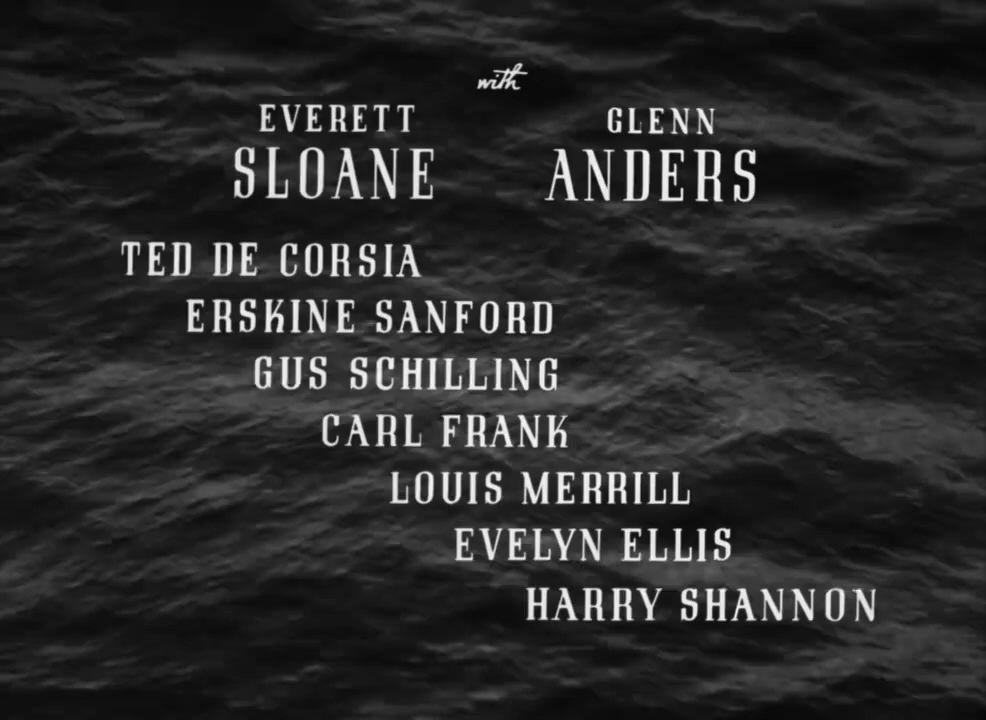 with
EVERETT SLOANE
GLENN ANDERS
TED DE CORSIA
ERSKINE SANFORD
GUS SCHILLING
CARL FRANK
LOUIS MERRILL
EVELYN ELLIS
HARRY SHANNON